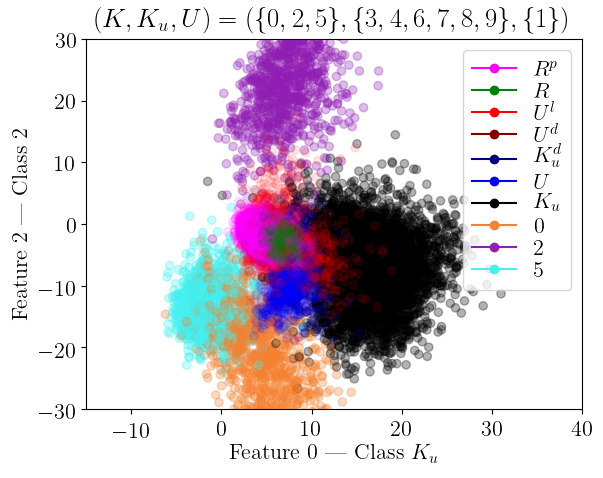 (K, K_u, U) = ({0, 2, 5}, {3, 4, 6, 7, 8, 9}, {1})
30
20
10
0
−10
−20
−30
Feature 2 — Class 2
R^p
R
U^l
U^d
K_u^d
U
K_u
0
2
5
−10
0
10
20
30
40
Feature 0 — Class K_u